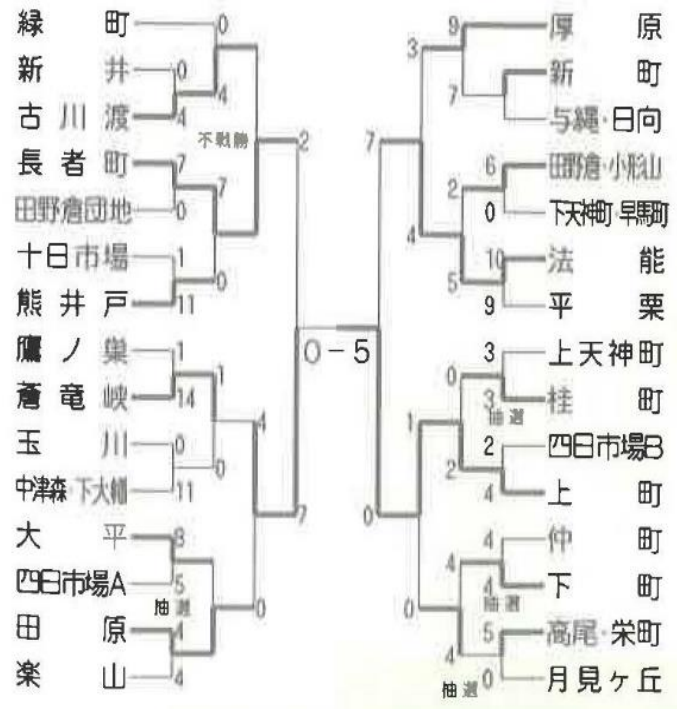 緑町 0
新井 0
古川渡 4
4
不戦勝
2
長者町 7
7
田野倉団地 0
十日市場 1
0
熊井戸 11
0-5
鷹ノ巣 1
1
蒼竜峡 14
4
玉川 0
0
中津森・下大幡 11
7
大平 8
四日市場A 5
抽選
0
田原 4
楽山 4
9 厚原
3
新町
7
与縄・日向
7
6 田野倉・小形山
2
0 下天神町・早馬町
4
10 法能
5
9 平栗
3 上天神町
0
3 桂町
抽選
1
2 四日市場B
2
4 上町
0
4 仲町
4
4 下町
抽選
0
5 高尾・栄町
4
0 月見ヶ丘
抽選